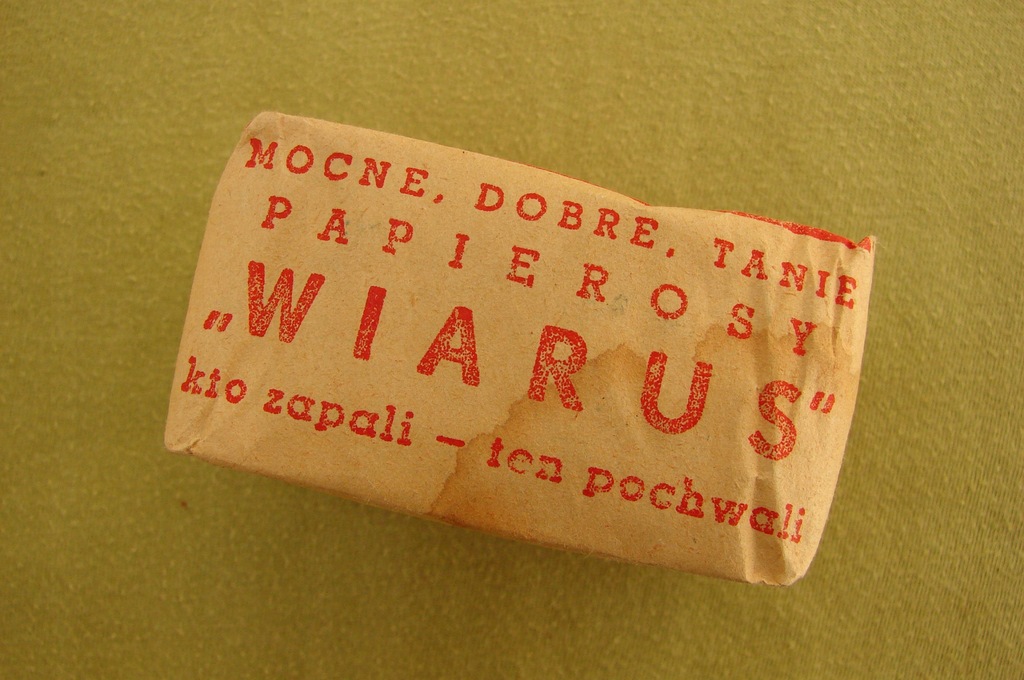 MOCNE, DOBRE, TANIE
PAPIEROSY
„WIARUS"
kto zapali – ten pochwali